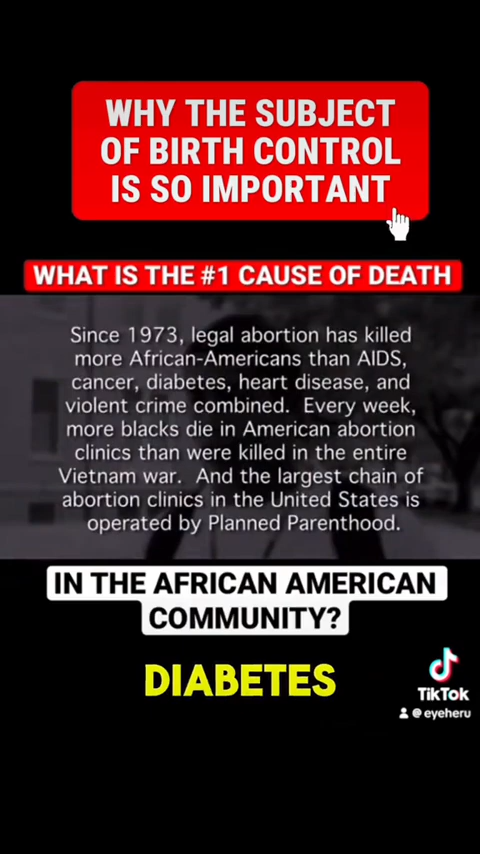 WHY THE SUBJECT
OF BIRTH CONTROL
IS SO IMPORTANT
WHAT IS THE #1 CAUSE OF DEATH
Since 1973, legal abortion has killed
more African-Americans than AIDS,
cancer, diabetes, heart disease, and
violent crime combined. Every week,
more blacks die in American abortion
clinics than were killed in the entire
Vietnam war. And the largest chain of
abortion clinics in the United States is
operated by Planned Parenthood.
IN THE AFRICAN AMERICAN
COMMUNITY?
DIABETES
TikTok
@eyeheru